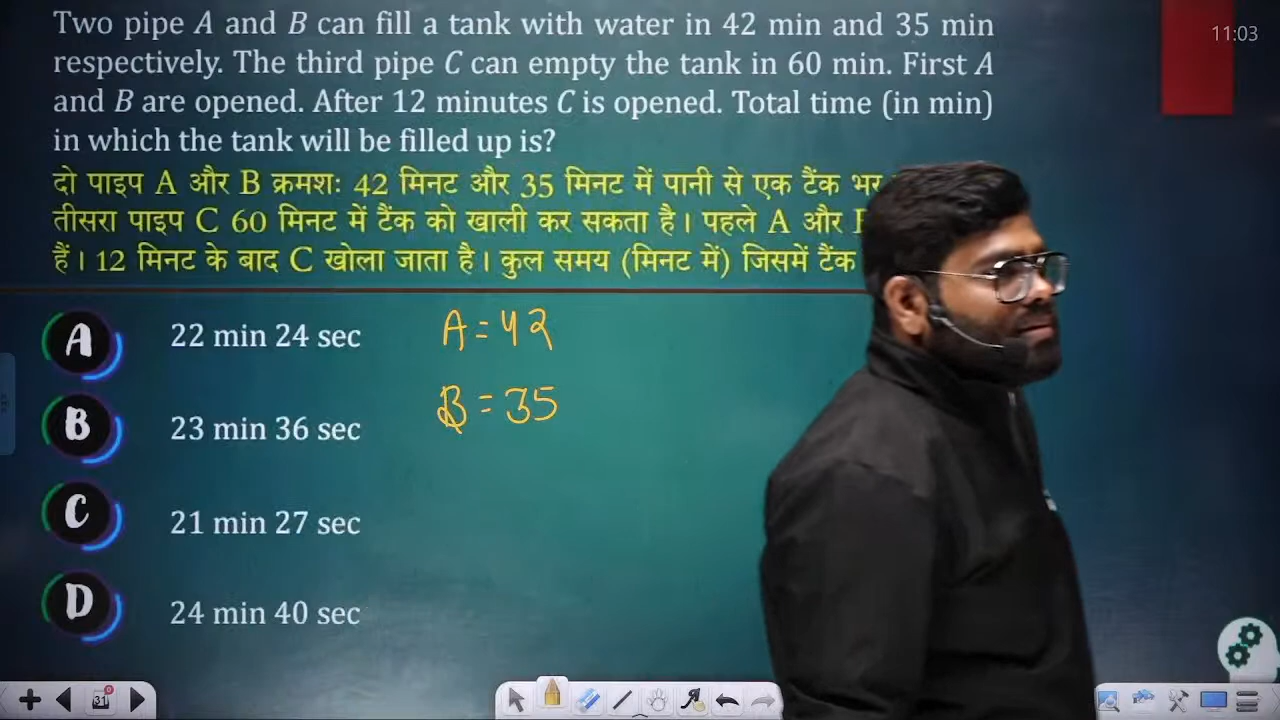 Two pipe A and B can fill a tank with water in 42 min and 35 min
11:03
respectively. The third pipe C can empty the tank in 60 min. First A
and B are opened. After 12 minutes C is opened. Total time (in min)
in which the tank will be filled up is?
दो पाइप A और B क्रमशः 42 मिनट और 35 मिनट में पानी से एक टैंक भर
तीसरा पाइप C 60 मिनट में टैंक को खाली कर सकता है। पहले A और
हैं। 12 मिनट के बाद C खोला जाता है। कुल समय (मिनट में) जिसमें टैंक
A 22 min 24 sec
A = 42
B 23 min 36 sec
B = 35
C 21 min 27 sec
D 24 min 40 sec
31